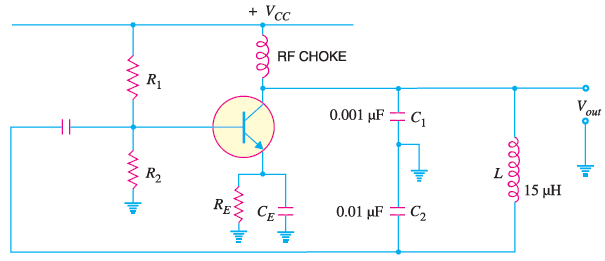 + VCC
RF CHOKE
R1
0.001 µF C1
Vout
R2
L
15 µH
RE
CE
0.01 µF C2